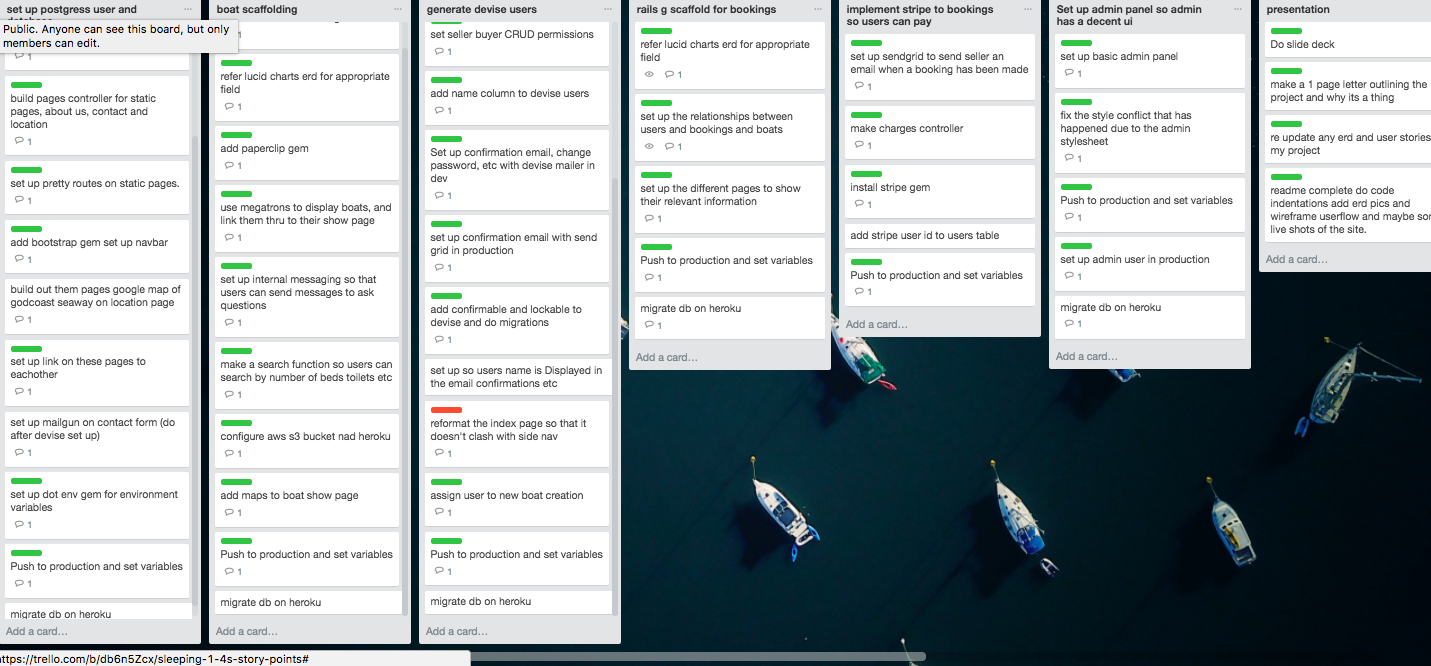 set up postgress user and
Public. Anyone can see this board, but only
members can edit.
1
build pages controller for static
pages, about us, contact and
location
1
set up pretty routes on static pages.
1
add bootstrap gem set up navbar
1
build out them pages google map of
godcoast seaway on location page
1
set up link on these pages to
eachother
1
set up mailgun on contact form (do
after devise set up)
1
set up dot env gem for environment
variables
1
Push to production and set variables
1
migrate db on heroku
Add a card…
boat scaffolding
1
refer lucid charts erd for appropriate
field
1
add paperclip gem
1
use megatrons to display boats, and
link them thru to their show page
1
set up internal messaging so that
users can send messages to ask
questions
1
make a search function so users can
search by number of beds toilets etc
1
configure aws s3 bucket nad heroku
1
add maps to boat show page
1
Push to production and set variables
1
migrate db on heroku
Add a card…
generate devise users
set seller buyer CRUD permissions
1
add name column to devise users
1
Set up confirmation email, change
password, etc with devise mailer in
dev
1
set up confirmation email with send
grid in production
1
add confirmable and lockable to
devise and do migrations
1
set up so users name is Displayed in
the email confirmations etc
reformat the index page so that it
doesn't clash with side nav
1
assign user to new boat creation
1
Push to production and set variables
1
migrate db on heroku
Add a card…
rails g scaffold for bookings
refer lucid charts erd for appropriate
field
1
set up the relationships between
users and bookings and boats
1
set up the different pages to show
their relevant information
1
Push to production and set variables
1
migrate db on heroku
1
Add a card…
implement stripe to bookings
so users can pay
set up sendgrid to send seller an
email when a booking has been made
1
make charges controller
1
install stripe gem
1
add stripe user id to users table
Push to production and set variables
1
Add a card…
Set up admin panel so admin
has a decent ui
set up basic admin panel
1
fix the style conflict that has
happened due to the admin
stylesheet
1
Push to production and set variables
1
set up admin user in production
1
migrate db on heroku
1
Add a card…
presentation
Do slide deck
make a 1 page letter outlining the
project and why its a thing
re update any erd and user stories
my project
readme complete do code
indentations add erd pics and
wireframe userflow and maybe
live shots of the site.
Add a card…
https://trello.com/b/db6n5Zcx/sleeping-1-4s-story-points#